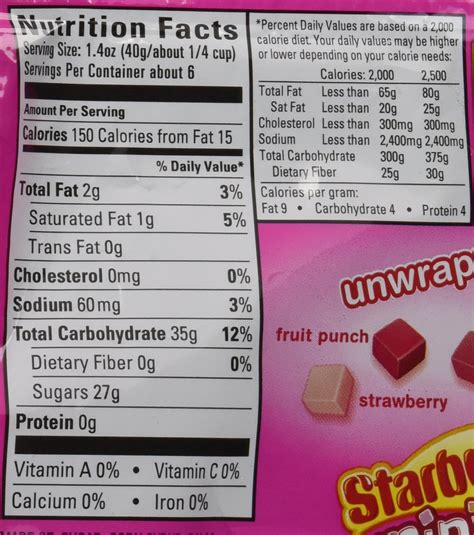 Nutrition Facts
Serving Size: 1.4oz (40g/about 1/4 cup)
Servings Per Container about 6
Amount Per Serving
Calories 150 Calories from Fat 15
% Daily Value*
Total Fat 2g 3%
Saturated Fat 1g 5%
Trans Fat 0g
Cholesterol 0mg 0%
Sodium 60mg 3%
Total Carbohydrate 35g 12%
Dietary Fiber 0g 0%
Sugars 27g
Protein 0g
Vitamin A 0% • Vitamin C 0%
Calcium 0% • Iron 0%
*Percent Daily Values are based on a 2,000
calorie diet. Your daily values may be higher
or lower depending on your calorie needs:
Calories: 2,000 2,500
Total Fat Less than 65g 80g
Sat Fat Less than 20g 25g
Cholesterol Less than 300mg 300mg
Sodium Less than 2,400mg 2,400mg
Total Carbohydrate 300g 375g
Dietary Fiber 25g 30g
Calories per gram:
Fat 9 • Carbohydrate 4 • Protein 4
unwrap
fruit punch
strawberry
Starb